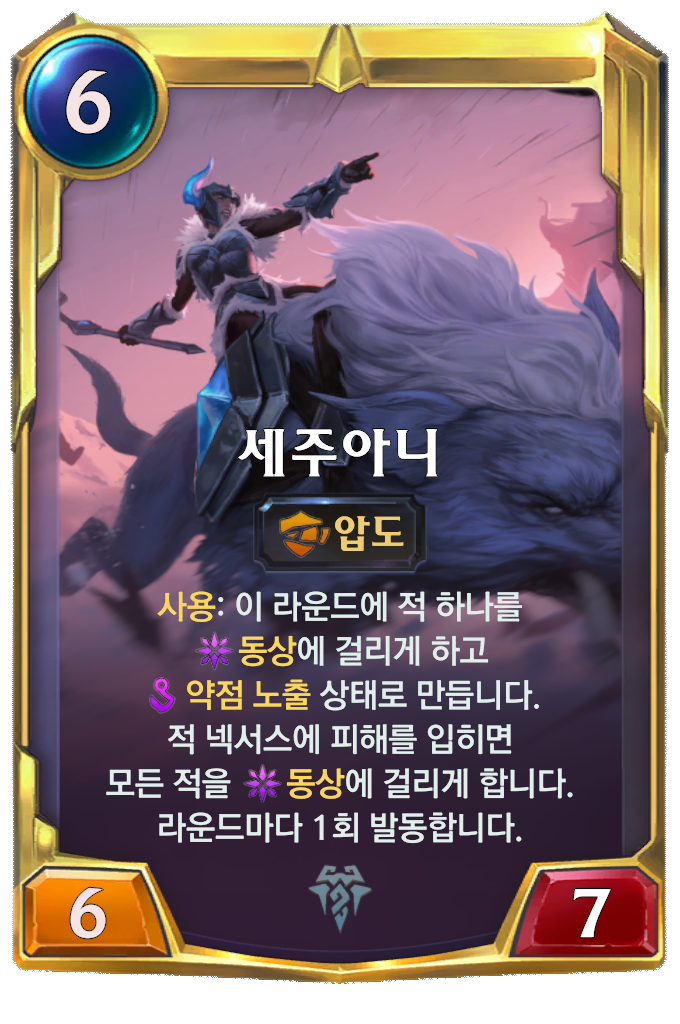 6
세주아니
압도
사용: 이 라운드에 적 하나를
동상에 걸리게 하고
약점 노출 상태로 만듭니다.
적 넥서스에 피해를 입히면
모든 적을 동상에 걸리게 합니다.
라운드마다 1회 발동합니다.
6
7